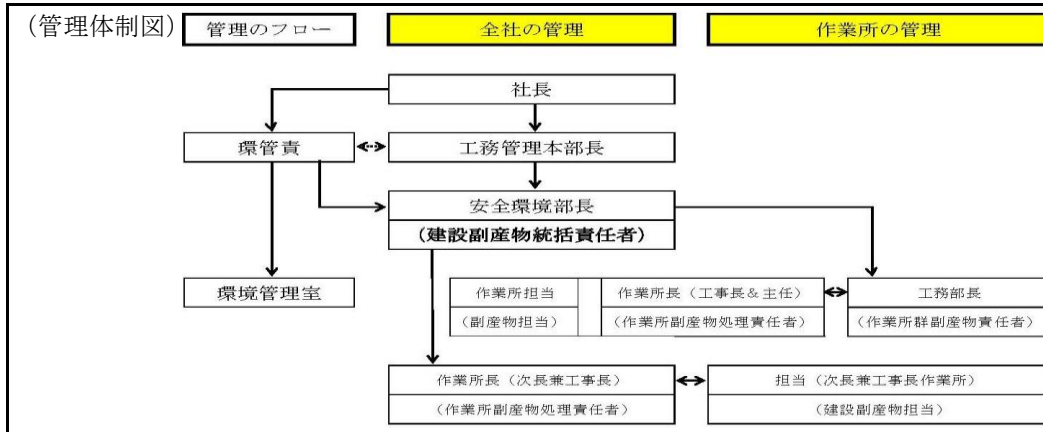 (管理体制図)
管理のフロー
全社の管理
作業所の管理
社長
環管責
工務管理本部長
安全環境部長
(建設副産物統括責任者)
環境管理室
作業所担当
(副産物担当)
作業所長（工事長＆主任）
(作業所副産物処理責任者)
工務部長
(作業所群副産物責任者)
作業所長（次長兼工事長）
(作業所副産物処理責任者)
担当（次長兼工事長作業所）
(建設副産物担当)